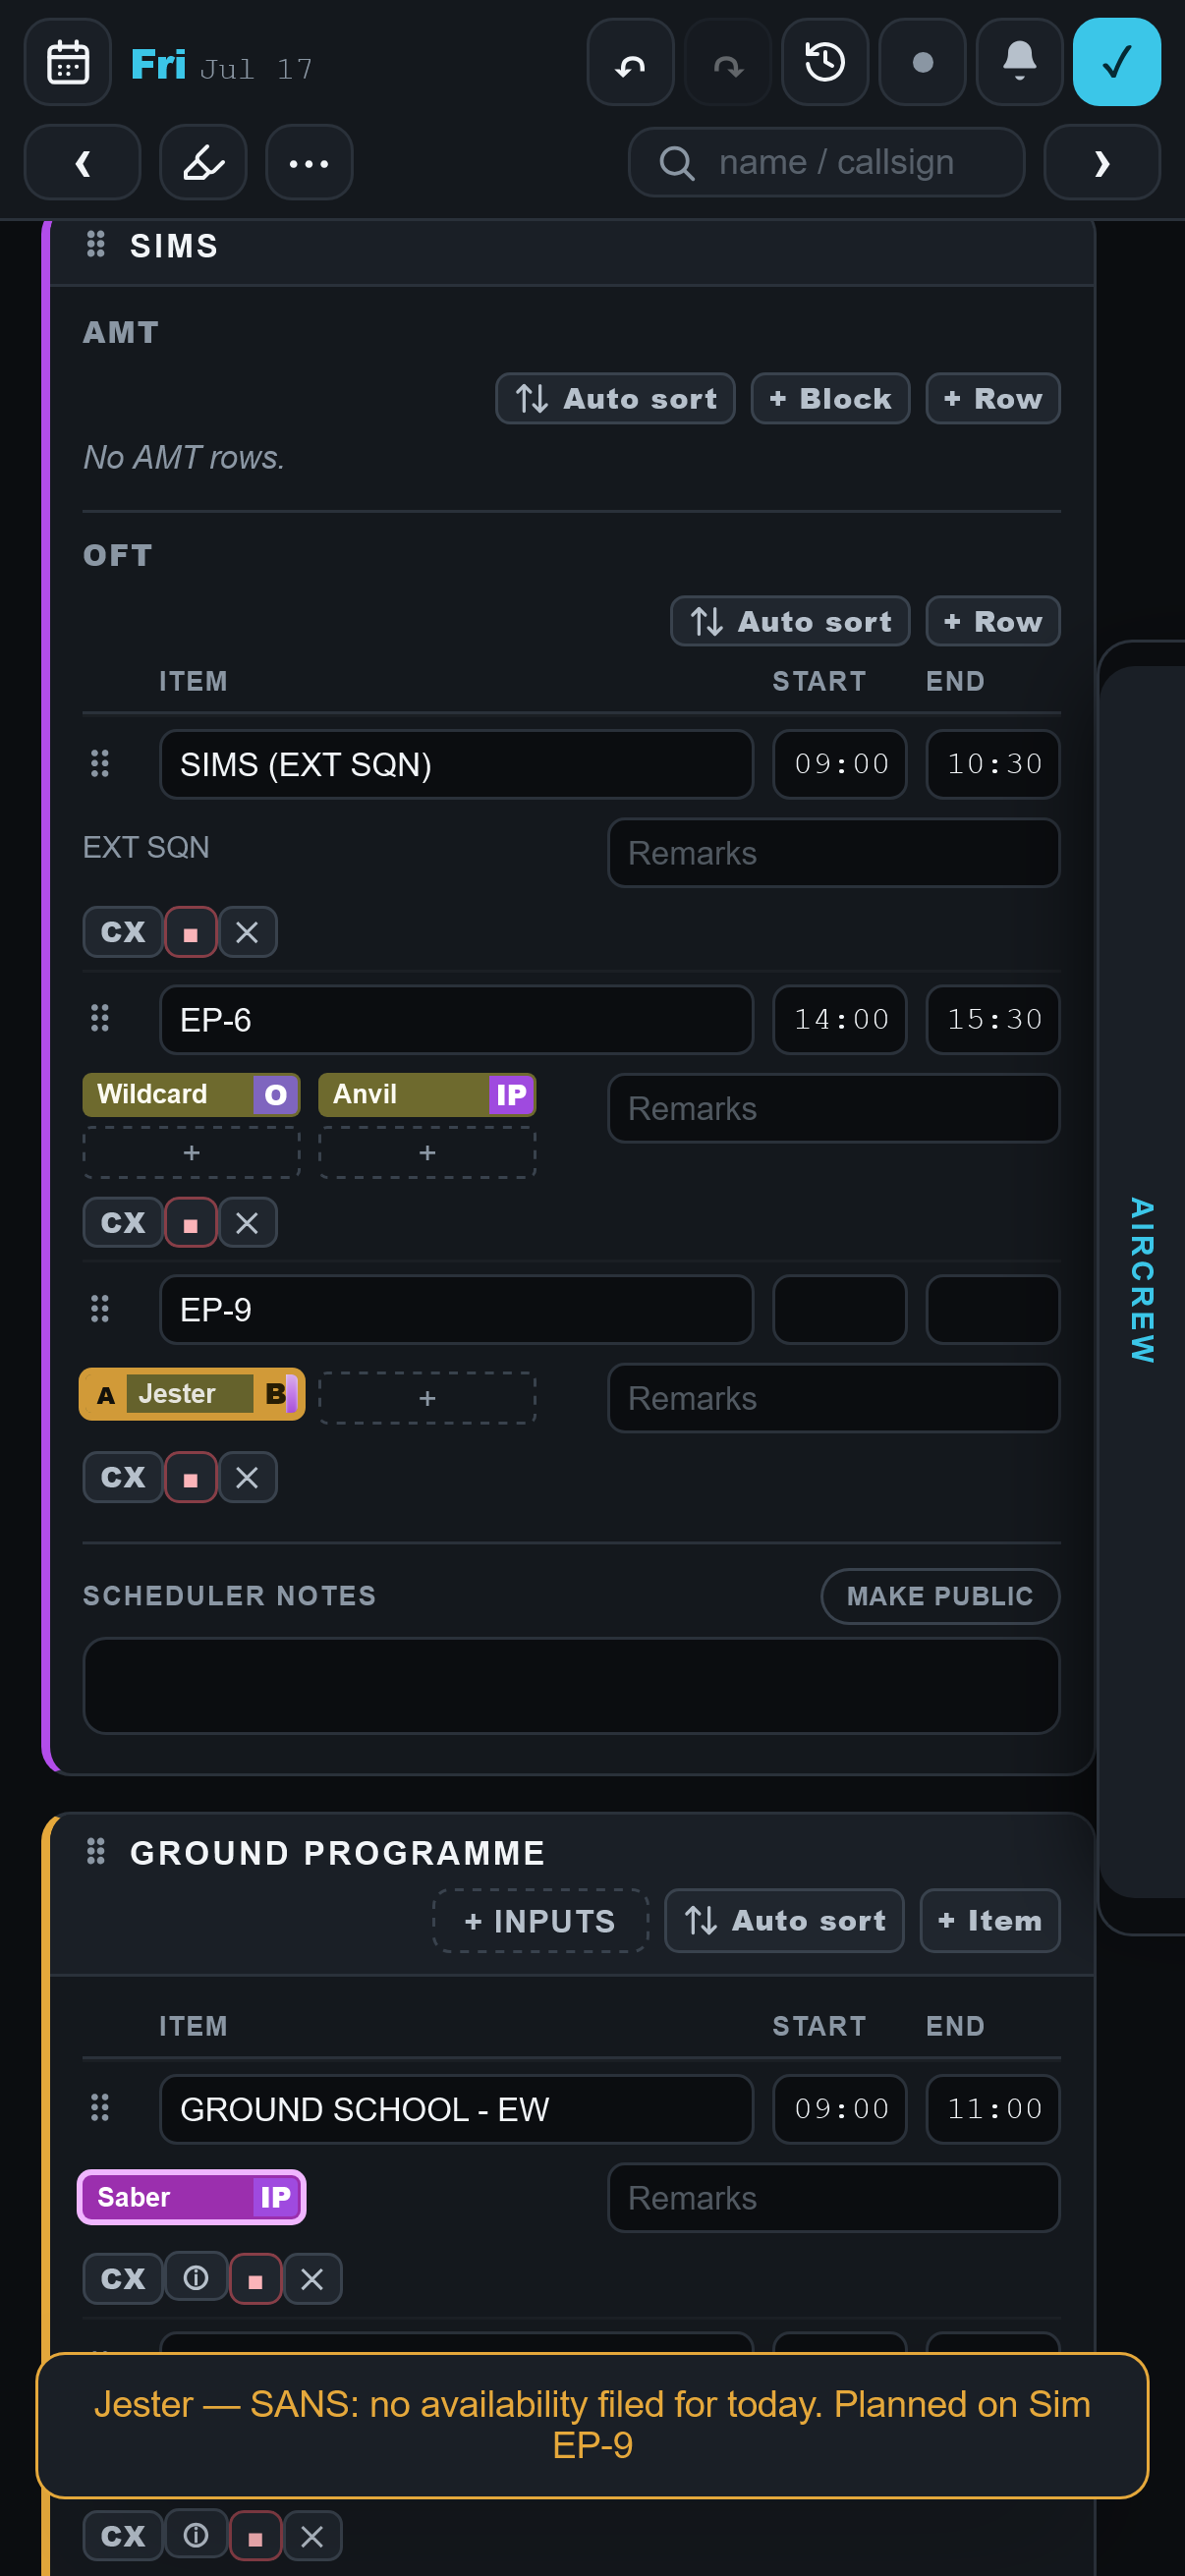 Fri Jul 17
name / callsign
SIMS
AMT
Auto sort + Block + Row
No AMT rows.
OFT
Auto sort + Row
ITEM START END
SIMS (EXT SQN) 09:00 10:30
EXT SQN Remarks
CX
EP-6 14:00 15:30
Wildcard O Anvil IP Remarks
+ +
CX
EP-9
A Jester B + Remarks
CX
SCHEDULER NOTES MAKE PUBLIC
GROUND PROGRAMME
+ INPUTS Auto sort + Item
ITEM START END
GROUND SCHOOL - EW 09:00 11:00
Saber IP Remarks
CX
Jester — SANS: no availability filed for today. Planned on Sim
EP-9
CX
AIRCREW